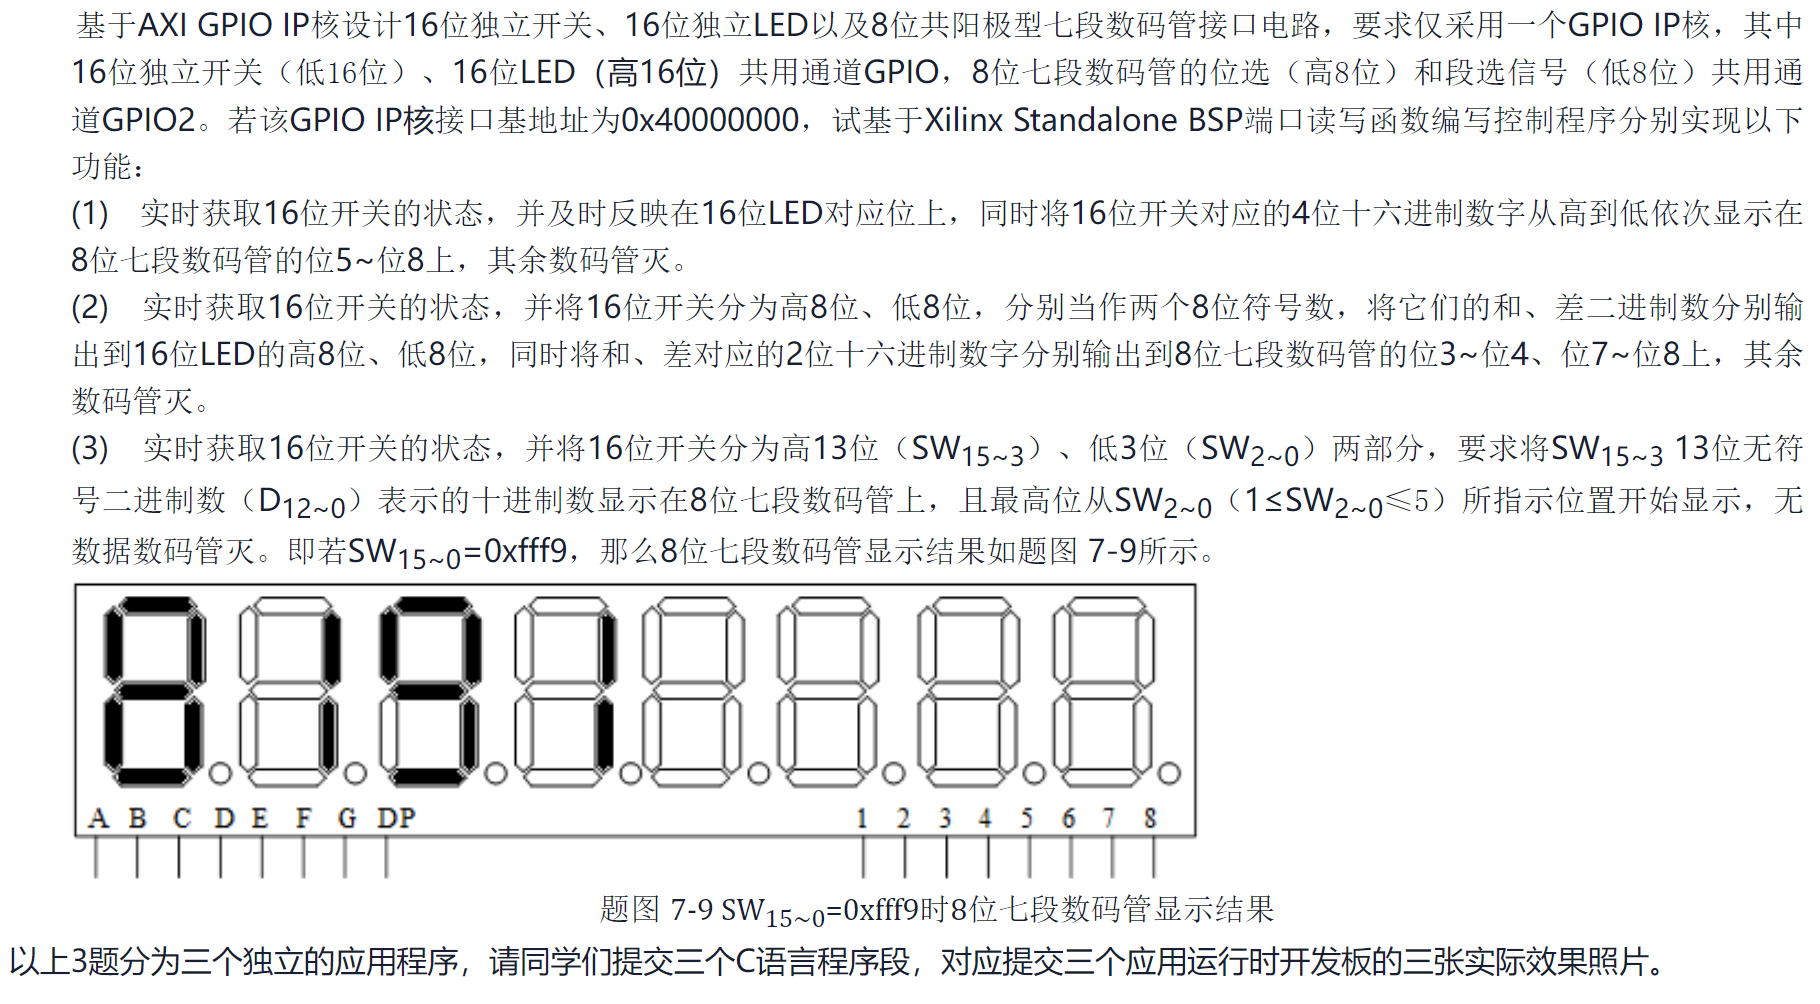 基于AXI GPIO IP核设计16位独立开关、16位独立LED以及8位共阳极型七段数码管接口电路，要求仅采用一个GPIO IP核，其中
16位独立开关（低16位）、16位LED（高16位）共用通道GPIO，8位七段数码管的位选（高8位）和段选信号（低8位）共用通
道GPIO2。若该GPIO IP核接口基地址为0x40000000，试基于Xilinx Standalone BSP端口读写函数编写控制程序分别实现以下
功能：
(1) 实时获取16位开关的状态，并及时反映在16位LED对应位上，同时将16位开关对应的4位十六进制数字从高到低依次显示在
8位七段数码管的位5~位8上，其余数码管灭。
(2) 实时获取16位开关的状态，并将16位开关分为高8位、低8位，分别当作两个8位符号数，将它们的和、差二进制数分别输
出到16位LED的高8位、低8位，同时将和、差对应的2位十六进制数字分别输出到8位七段数码管的位3~位4、位7~位8上，其余
数码管灭。
(3) 实时获取16位开关的状态，并将16位开关分为高13位（SW15~3）、低3位（SW2~0）两部分，要求将SW15~3 13位无符
号二进制数（D12~0）表示的十进制数显示在8位七段数码管上，且最高位从SW2~0（1≤SW2~0≤5）所指示位置开始显示，无
数据数码管灭。即若SW15~0=0xfff9，那么8位七段数码管显示结果如题图 7-9所示。
A B C D E F G DP 1 2 3 4 5 6 7 8
题图 7-9 SW15~0=0xfff9时8位七段数码管显示结果
以上3题分为三个独立的应用程序，请同学们提交三个C语言程序段，对应提交三个应用运行时开发板的三张实际效果照片。